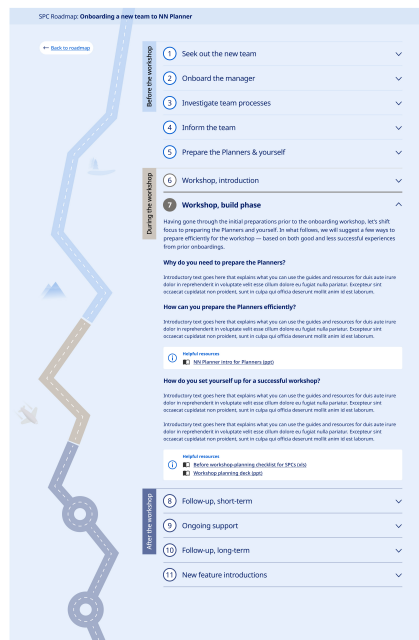 SPC Roadmap: Onboarding a new team to NN Planner
← Back to roadmap
Before the workshop
1 Seek out the new team
2 Onboard the manager
3 Investigate team processes
4 Inform the team
5 Prepare the Planners & yourself
During the workshop
6 Workshop, introduction
7 Workshop, build phase
Having gone through the initial preparations prior to the onboarding workshop, let's shift
focus to preparing the Planners and yourself. In what follows, we will suggest a few ways to
prepare efficiently for the workshop — based on both good and less successful experiences
from prior onboardings.
Why do you need to prepare the Planners?
Introductory text goes here that explains what you can use the guides and resources for duis aute irure
dolor in reprehenderit in voluptate velit esse cillum dolore eu fugiat nulla pariatur. Excepteur sint
occaecat cupidatat non proident, sunt in culpa qui officia deserunt mollit anim id est laborum.
How can you prepare the Planners efficiently?
Introductory text goes here that explains what you can use the guides and resources for duis aute irure
dolor in reprehenderit in voluptate velit esse cillum dolore eu fugiat nulla pariatur. Excepteur sint
occaecat cupidatat non proident, sunt in culpa qui officia deserunt mollit anim id est laborum.
Helpful resources
NN Planner Intro for Planners (ppt)
How do you set yourself up for a successful workshop?
Introductory text goes here that explains what you can use the guides and resources for duis aute irure
dolor in reprehenderit in voluptate velit esse cillum dolore eu fugiat nulla pariatur. Excepteur sint
occaecat cupidatat non proident, sunt in culpa qui officia deserunt mollit anim id est laborum.
Introductory text goes here that explains what you can use the guides and resources for duis aute irure
dolor in reprehenderit in voluptate velit esse cillum dolore eu fugiat nulla pariatur. Excepteur sint
occaecat cupidatat non proident, sunt in culpa qui officia deserunt mollit anim id est laborum.
Helpful resources
Before workshop-planning checklist for SPCs (xls)
Workshop planning deck (ppt)
After the workshop
8 Follow-up, short-term
9 Ongoing support
10 Follow-up, long-term
11 New feature introductions